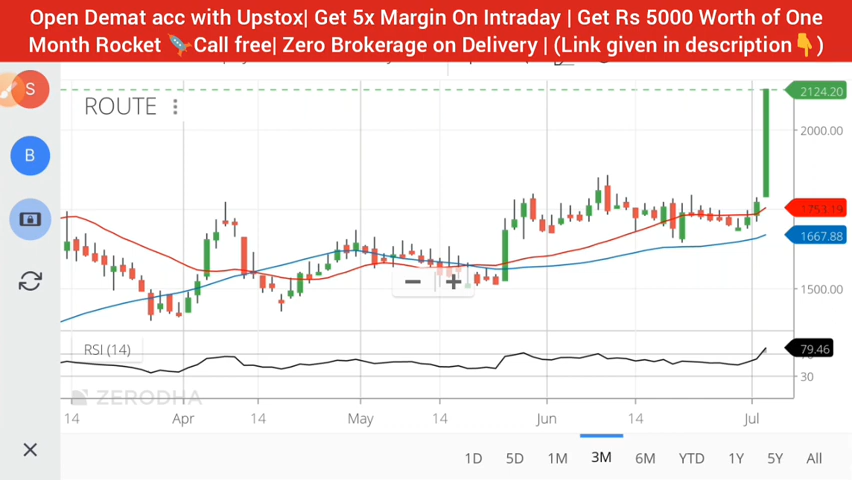 Open Demat acc with Upstox| Get 5x Margin On Intraday | Get Rs 5000 Worth of One
Month Rocket 🚀Call free| Zero Brokerage on Delivery | (Link given in description👇)
S
ROUTE
2124.20
2000.00
B
1753.19
1667.88
1500.00
RSI (14)
79.46
70
30
ZERODHA
14 Apr 14 May 14 Jun 14 Jul
1D 5D 1M 3M 6M YTD 1Y 5Y All